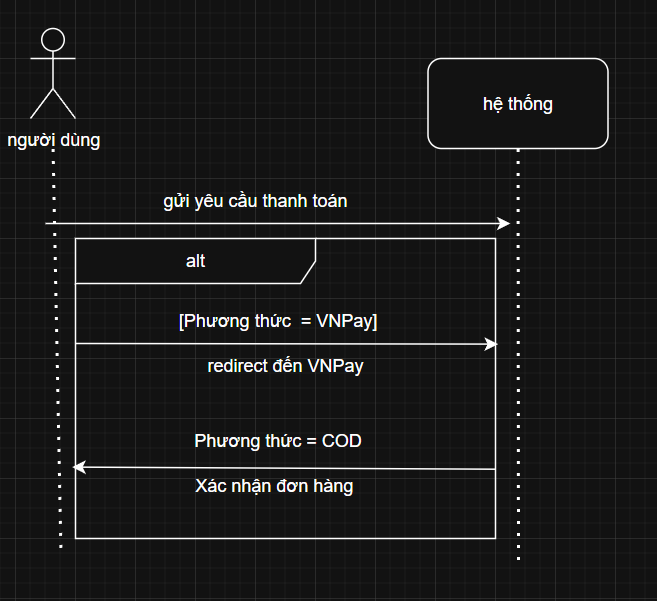 người dùng
hệ thống
gửi yêu cầu thanh toán
alt
[Phương thức = VNPay]
redirect đến VNPay
Phương thức = COD
Xác nhận đơn hàng